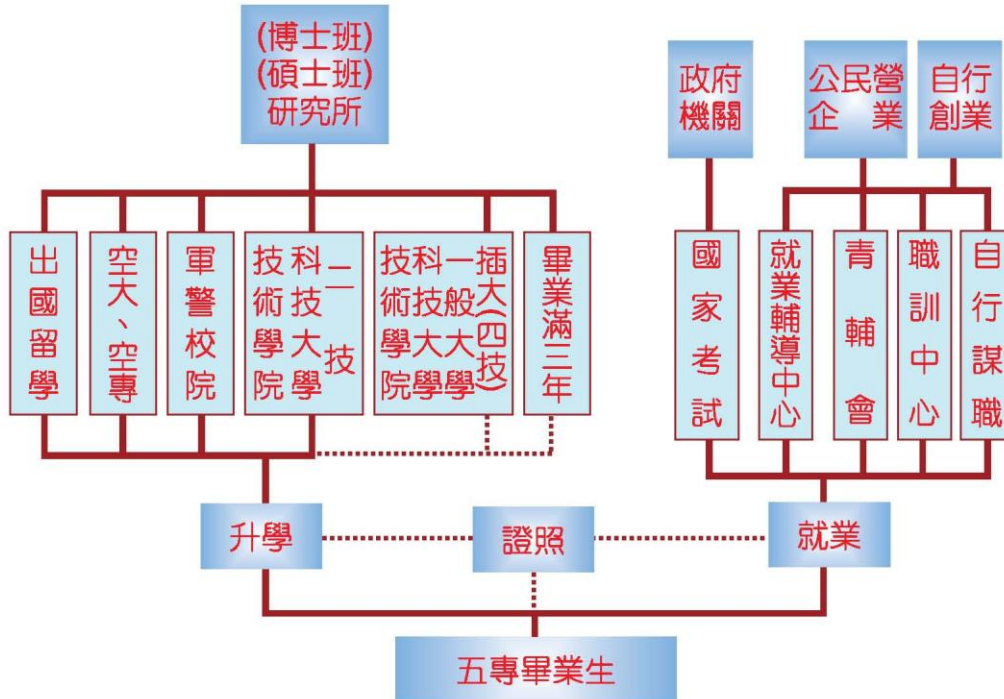 (博士班)
(碩士班)
研究所
政府
機關
公民營
企業
自行
創業
出國留學
空大、空專
軍警校院
二技
科技大學
技術學院
插大(四技)
一般大學
科技大學
技術學院
畢業滿三年
國家考試
就業輔導中心
青輔會
職訓中心
自行謀職
升學
證照
就業
五專畢業生